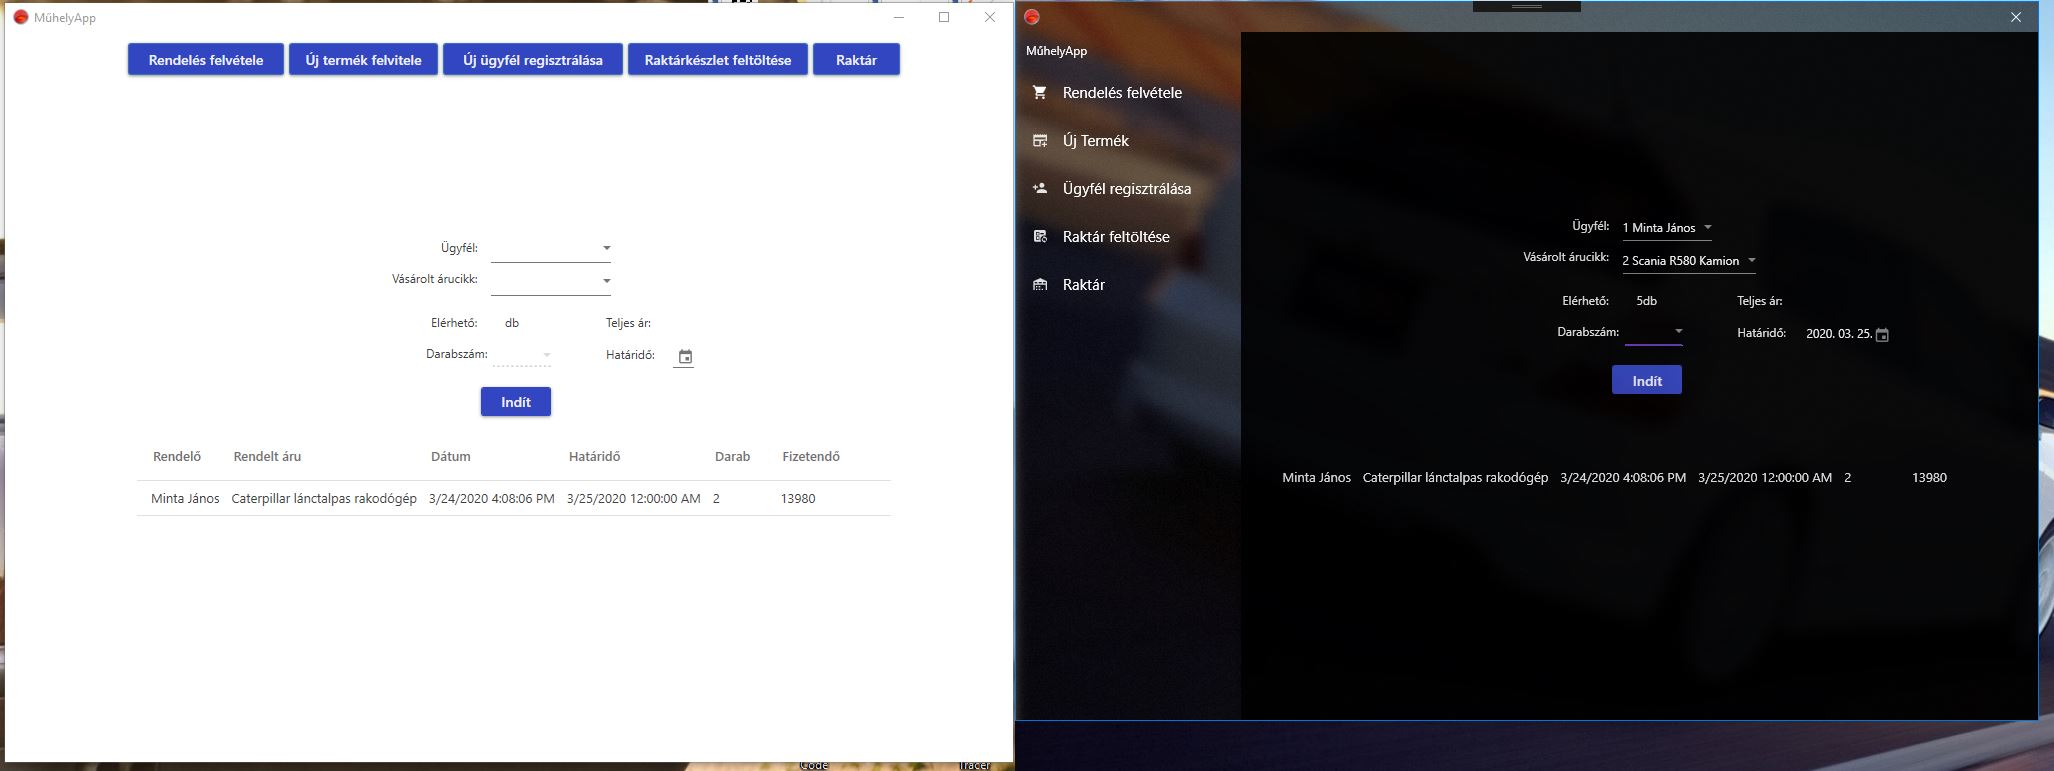 MűhelyApp
Rendelés felvétele
Új termék felvitele
Új ügyfél regisztrálása
Raktárkészlet feltöltése
Raktár
Ügyfél:
Vásárolt árucikk:
Elérhető: db Teljes ár:
Darabszám: Határidő:
Indít
Rendelő Rendelt áru Dátum Határidő Darab Fizetendő
Minta János Caterpillar lánctalpas rakodógép 3/24/2020 4:08:06 PM 3/25/2020 12:00:00 AM 2 13980
Code
Tracer
MűhelyApp
Rendelés felvétele
Új Termék
Ügyfél regisztrálása
Raktár feltöltése
Raktár
Ügyfél: 1 Minta János
Vásárolt árucikk: 2 Scania R580 Kamion
Elérhető: 5db Teljes ár:
Darabszám: Határidő: 2020. 03. 25.
Indít
Minta János Caterpillar lánctalpas rakodógép 3/24/2020 4:08:06 PM 3/25/2020 12:00:00 AM 2 13980